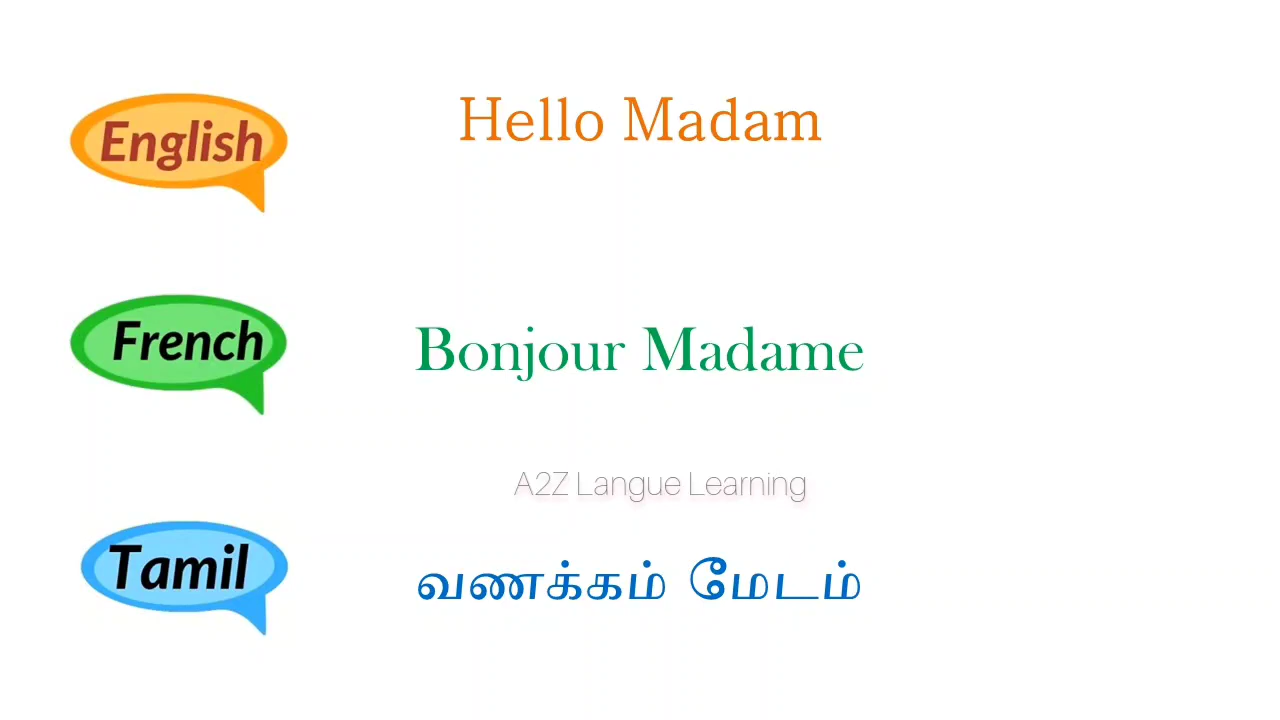 English
Hello Madam
French
Bonjour Madame
A2Z Langue Learning
Tamil
வணக்கம் மேடம்